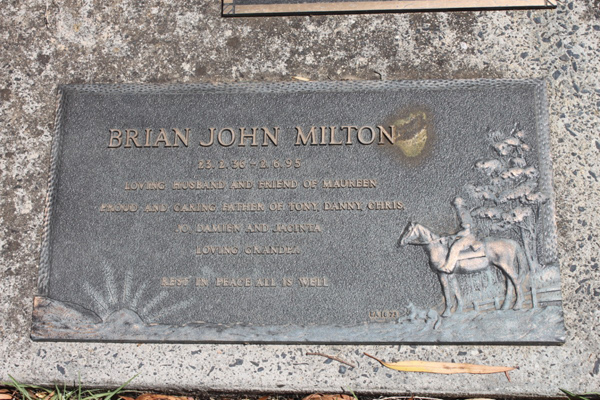 BRIAN JOHN MILTON
23.2.36 - 2.6.95
LOVING HUSBAND AND FRIEND OF MAUREEN
PROUD AND CARING FATHER OF TONY, DANNY, CHRIS,
JO, DAMIEN AND JACINTA
LOVING GRANDPA
REST IN PEACE ALL IS WELL